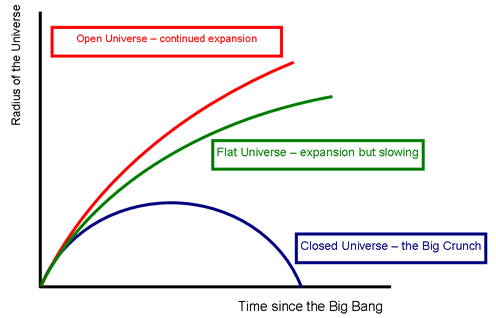 Radius of the Universe
Open Universe – continued expansion
Flat Universe – expansion but slowing
Closed Universe – the Big Crunch
Time since the Big Bang